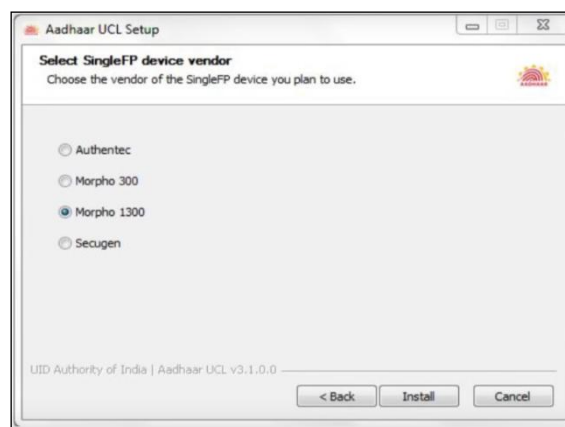 Aadhaar UCL Setup
Select SingleFP device vendor
Choose the vendor of the SingleFP device you plan to use.
AADHAAR
Authentec
Morpho 300
Morpho 1300
Secugen
UID Authority of India | Aadhaar UCL v3.1.0.0
< Back Install Cancel